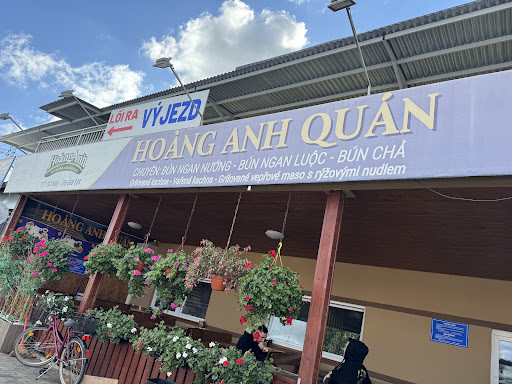 LỐI RA
VÝJEZD
HOÀNG ANH QUÁN
CHUYÊN: BÚN NGAN NƯỚNG - BÚN NGAN LUỘC - BÚN CHẢ
Grilovaná kachna - Vařená kachna - Grilované vepřové maso s rýžovými nudlemi
HOÀNG ANH